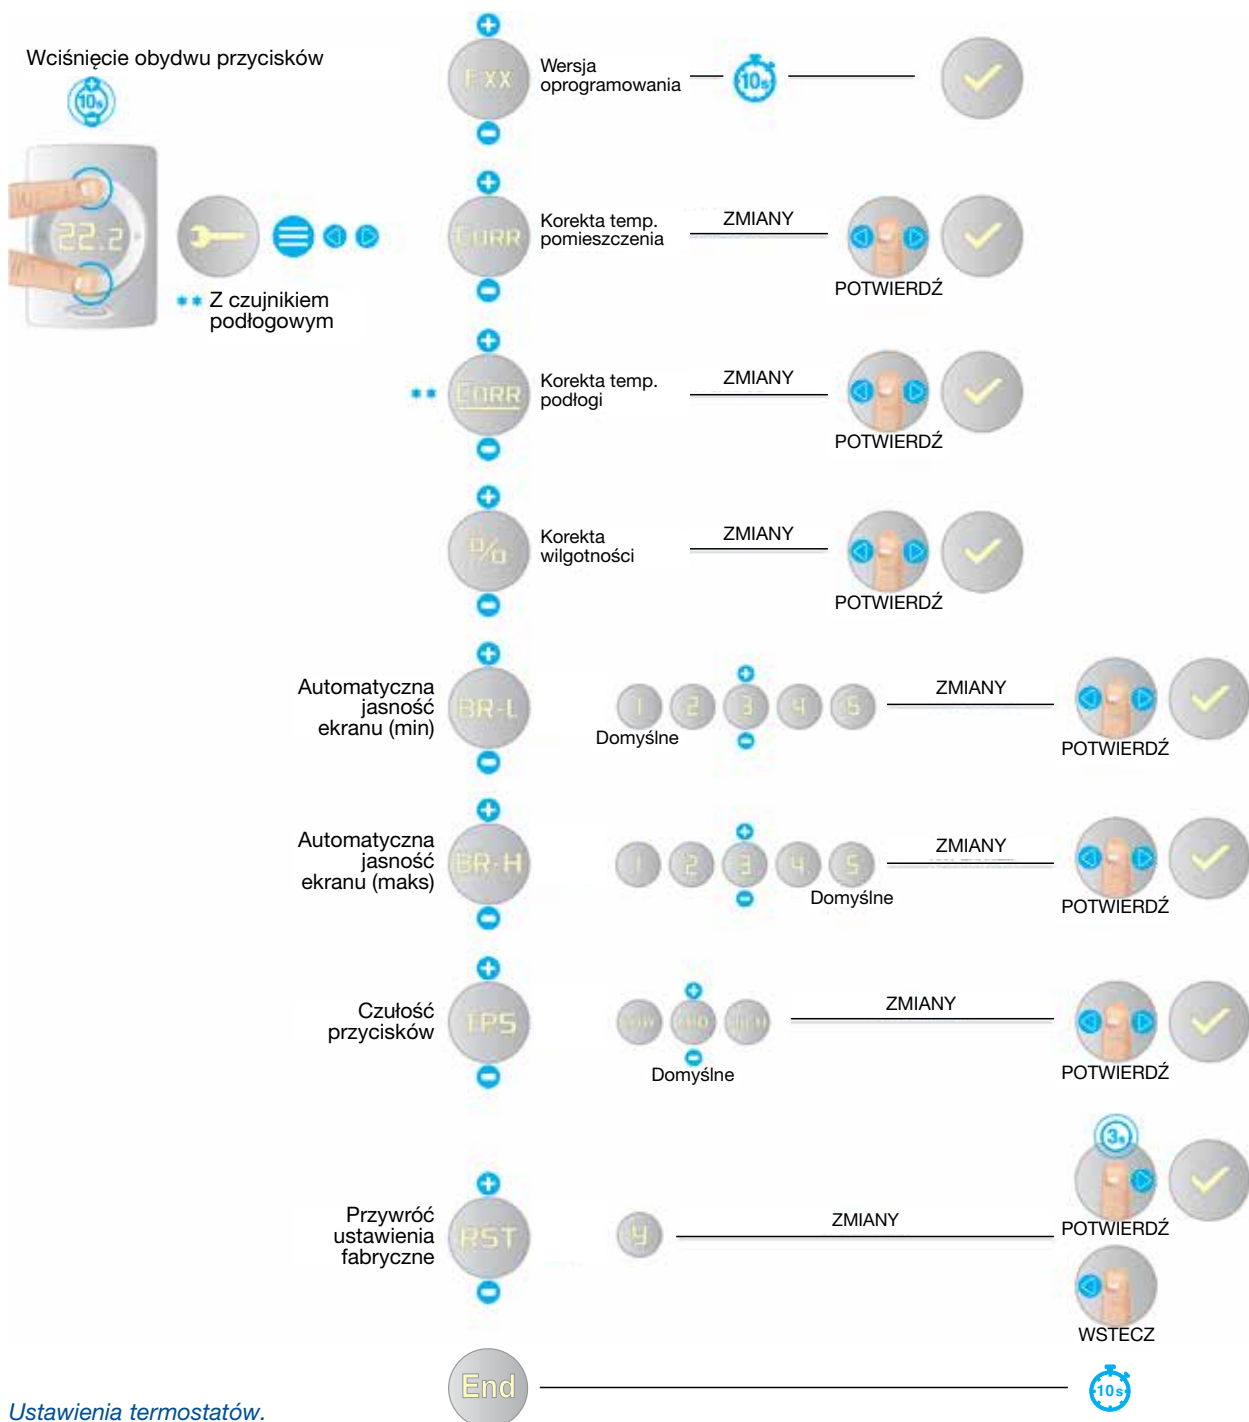 Wciśnięcie obydwu przycisków
10s
22.2
** Z czujnikiem
podłogowym
FXX
Wersja
oprogramowania
10s
CORR
Korekta temp.
pomieszczenia
ZMIANY
POTWIERDŹ
**
CORR
Korekta temp.
podłogi
ZMIANY
POTWIERDŹ
%
Korekta
wilgotności
ZMIANY
POTWIERDŹ
Automatyczna
jasność
ekranu (min)
BR-L
1 2 3 4 5
Domyślne
ZMIANY
POTWIERDŹ
Automatyczna
jasność
ekranu (maks)
BR-H
1 2 3 4 5
Domyślne
ZMIANY
POTWIERDŹ
Czułość
przycisków
TPS
Domyślne
ZMIANY
POTWIERDŹ
3s
Przywróć
ustawienia
fabryczne
RST
y
ZMIANY
POTWIERDŹ
WSTECZ
End
10s
Ustawienia termostatów.